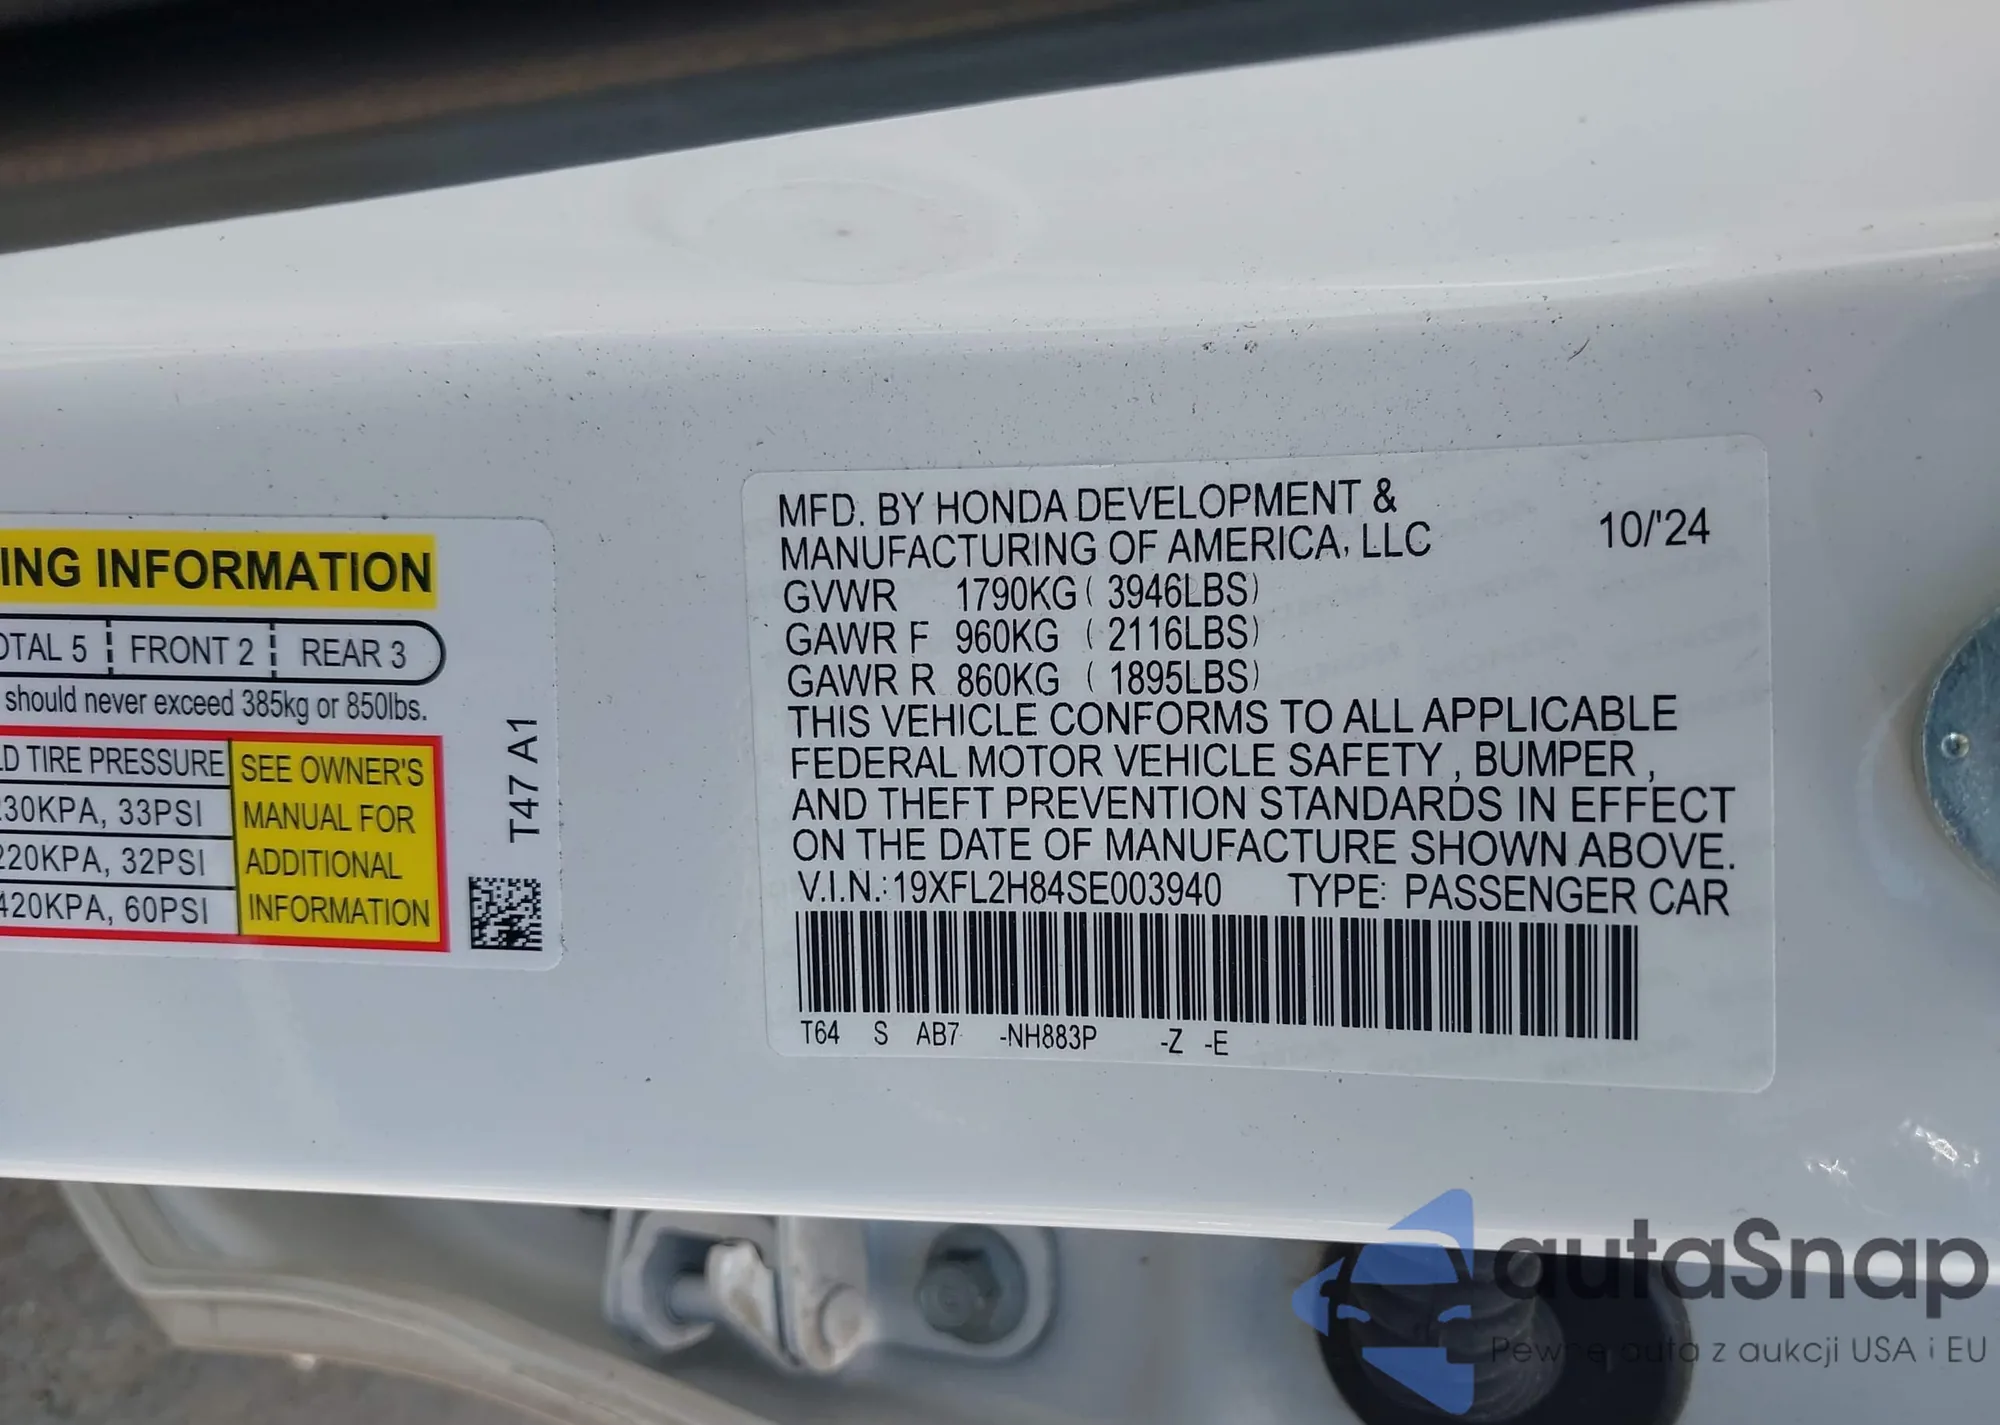 ING INFORMATION
OTAL 5 FRONT 2 REAR 3
should never exceed 385kg or 850lbs.
LD TIRE PRESSURE
230KPA, 33PSI
220KPA, 32PSI
420KPA, 60PSI
SEE OWNER'S
MANUAL FOR
ADDITIONAL
INFORMATION
T47 A1
MFD. BY HONDA DEVELOPMENT &
MANUFACTURING OF AMERICA, LLC
10/'24
GVWR 1790KG ( 3946LBS)
GAWR F 960KG ( 2116LBS)
GAWR R 860KG ( 1895LBS)
THIS VEHICLE CONFORMS TO ALL APPLICABLE
FEDERAL MOTOR VEHICLE SAFETY , BUMPER ,
AND THEFT PREVENTION STANDARDS IN EFFECT
ON THE DATE OF MANUFACTURE SHOWN ABOVE.
V.I.N.:19XFL2H84SE003940 TYPE: PASSENGER CAR
T64 S AB7 -NH883P -Z -E
autaSnap
Pewne auta z aukcji USA i EU